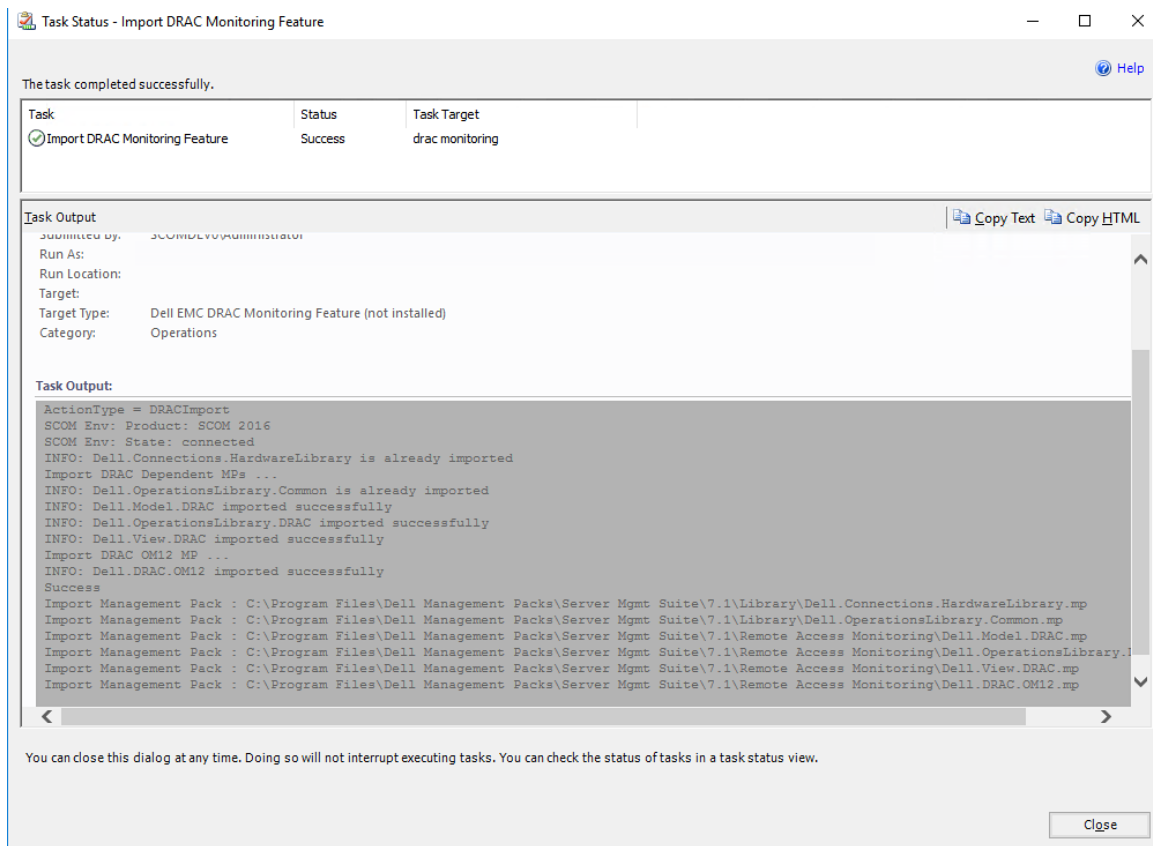 Task Status - Import DRAC Monitoring Feature
Help
The task completed successfully.
Task Status Task Target
Import DRAC Monitoring Feature Success drac monitoring
Task Output Copy Text Copy HTML
Submitted By: SCOMDEV0\Administrator
Run As:
Run Location:
Target:
Target Type: Dell EMC DRAC Monitoring Feature (not installed)
Category: Operations
Task Output:
ActionType = DRACImport
SCOM Env: Product: SCOM 2016
SCOM Env: State: connected
INFO: Dell.Connections.HardwareLibrary is already imported
Import DRAC Dependent MPs ...
INFO: Dell.OperationsLibrary.Common is already imported
INFO: Dell.Model.DRAC imported successfully
INFO: Dell.OperationsLibrary.DRAC imported successfully
INFO: Dell.View.DRAC imported successfully
Import DRAC OM12 MP ...
INFO: Dell.DRAC.OM12 imported successfully
Success
Import Management Pack : C:\Program Files\Dell Management Packs\Server Mgmt Suite\7.1\Library\Dell.Connections.HardwareLibrary.mp
Import Management Pack : C:\Program Files\Dell Management Packs\Server Mgmt Suite\7.1\Library\Dell.OperationsLibrary.Common.mp
Import Management Pack : C:\Program Files\Dell Management Packs\Server Mgmt Suite\7.1\Remote Access Monitoring\Dell.Model.DRAC.mp
Import Management Pack : C:\Program Files\Dell Management Packs\Server Mgmt Suite\7.1\Remote Access Monitoring\Dell.OperationsLibrary.
Import Management Pack : C:\Program Files\Dell Management Packs\Server Mgmt Suite\7.1\Remote Access Monitoring\Dell.View.DRAC.mp
Import Management Pack : C:\Program Files\Dell Management Packs\Server Mgmt Suite\7.1\Remote Access Monitoring\Dell.DRAC.OM12.mp
You can close this dialog at any time. Doing so will not interrupt executing tasks. You can check the status of tasks in a task status view.
Close